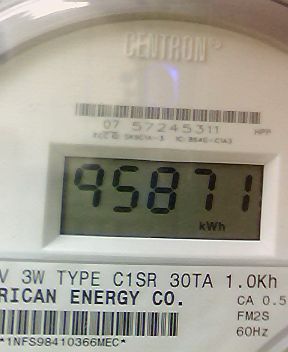 CENTRON®
07 57245311 HPP
95871
kWh
V 3W TYPE C1SR 30TA 1.0Kh
RICAN ENERGY CO. CA 0.5
FM2S
60Hz
*1NFS98410366MEC*